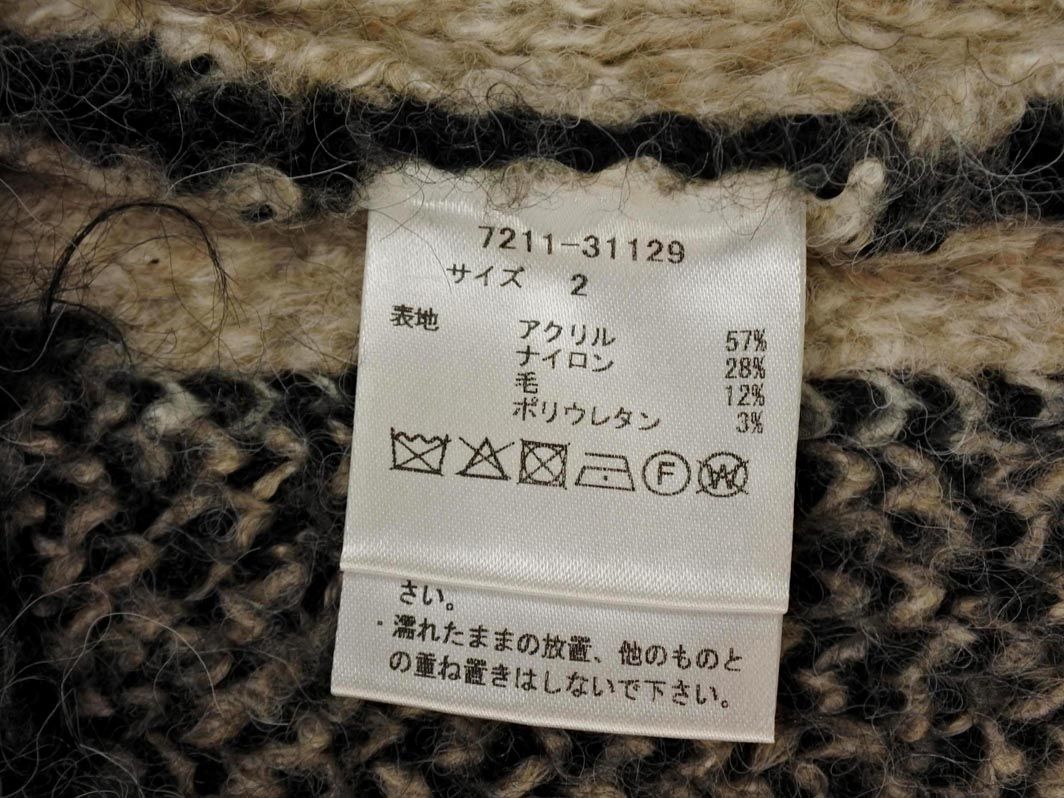 7211-31129
サイズ 2
表地 アクリル 57%
ナイロン 28%
毛 12%
ポリウレタン 3%
F W
さい。
・濡れたままの放置、他のものと
の重ね置きはしないで下さい。